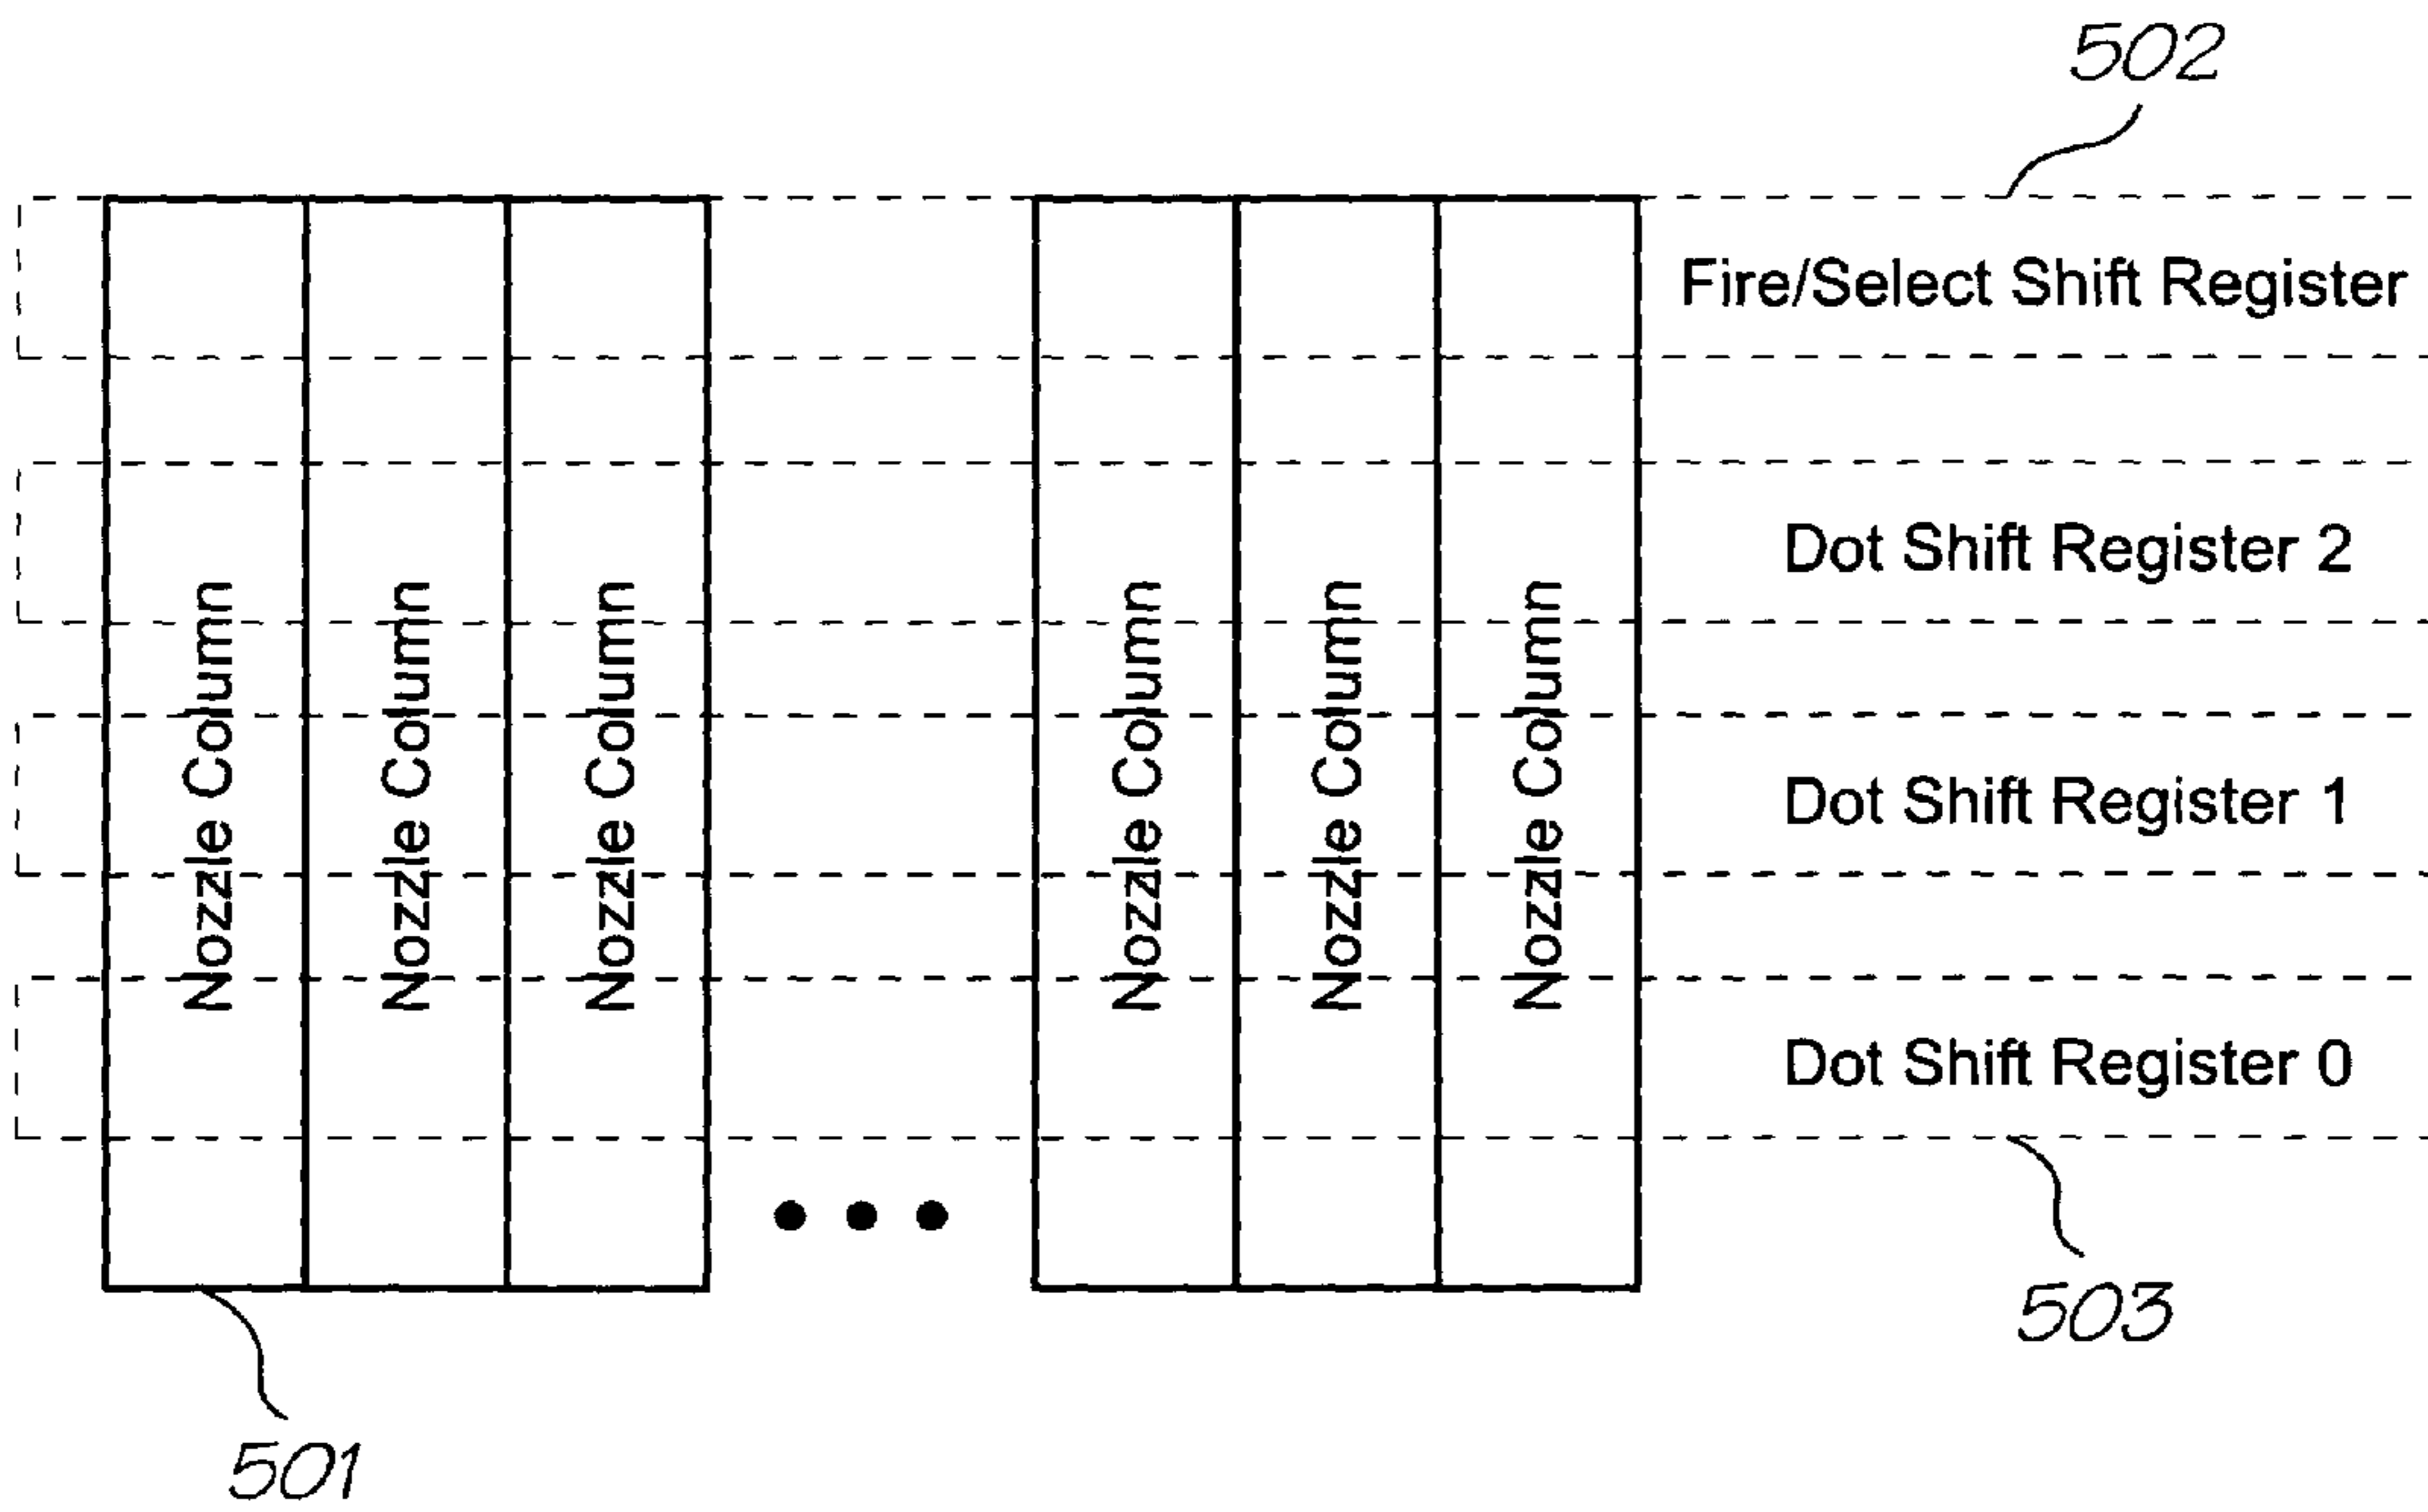 502
Fire/Select Shift Register
Dot Shift Register 2
Nozzle Column
Nozzle Column
Nozzle Column
Nozzle Column
Nozzle Column
Nozzle Column
Dot Shift Register 1
Dot Shift Register 0
503
501